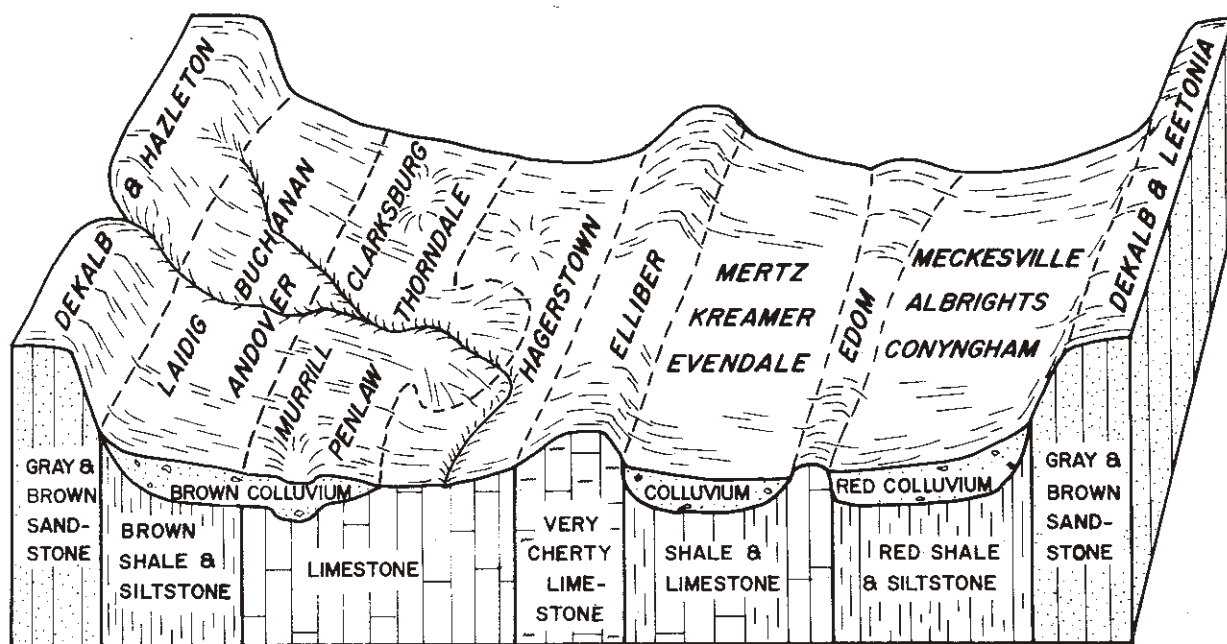 DEKALB
& HAZLETON
LAIDIG
BUCHANAN
ANDOVER
CLARKSBURG
THORNDALE
MURRILL
PENLAW
HAGERSTOWN
ELLIBER
MERTZ
KREAMER
EVENDALE
EDOM
MECKESVILLE
ALBRIGHTS
CONYNGHAM
DEKALB & LEETONIA
GRAY &
BROWN
SAND-
STONE
BROWN COLLUVIUM
BROWN
SHALE &
SILTSTONE
LIMESTONE
VERY
CHERTY
LIME-
STONE
COLLUVIUM
SHALE &
LIMESTONE
RED COLLUVIUM
RED SHALE
& SILTSTONE
GRAY &
BROWN
SAND-
STONE